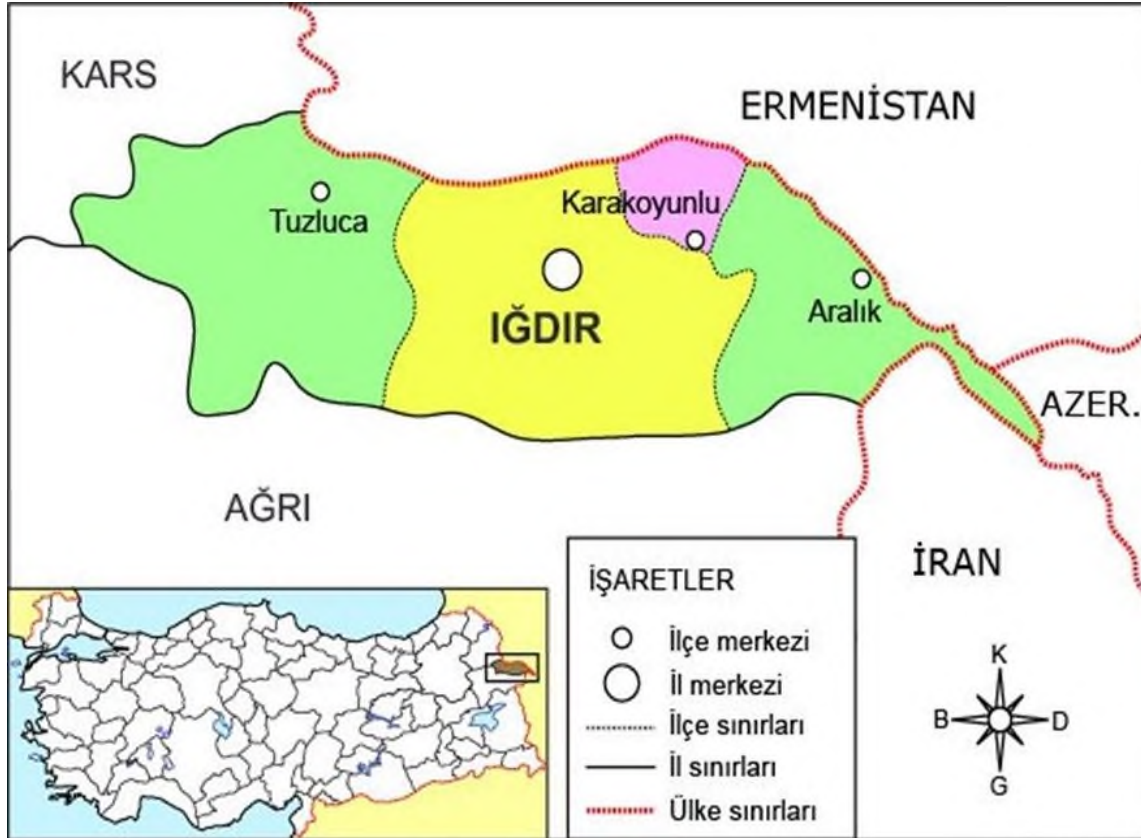 KARS
ERMENİSTAN
Karakoyunlu
Tuzluca
IĞDIR
Aralık
AZER.
AĞRI
İRAN
İŞARETLER
İlçe merkezi
İl merkezi
İlçe sınırları
İl sınırları
Ülke sınırları
K
B
D
G